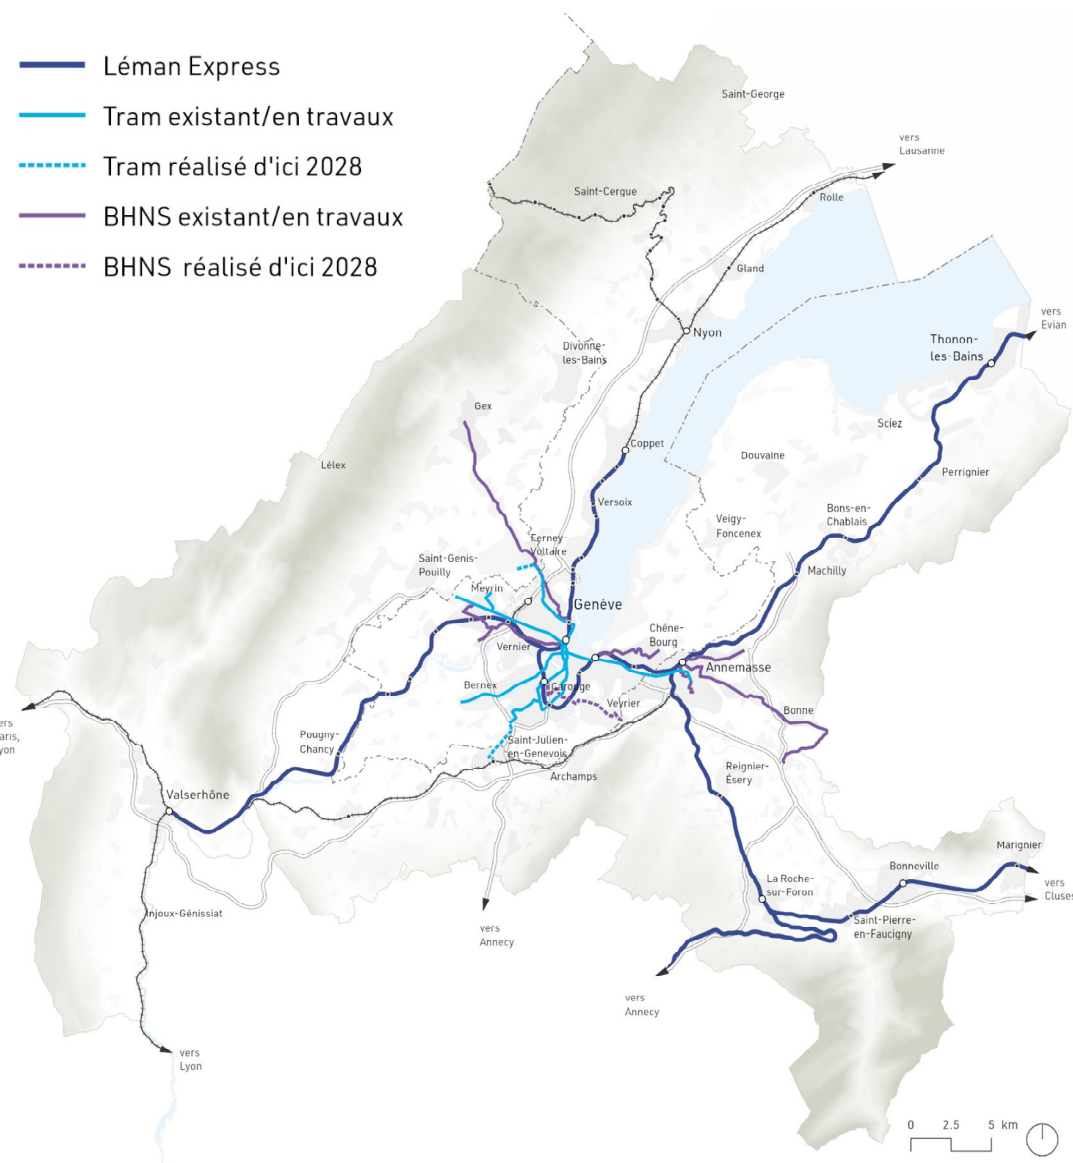 Léman Express
Tram existant/en travaux
Tram réalisé d'ici 2028
BHNS existant/en travaux
BHNS réalisé d'ici 2028
Saint-George
vers
Lausanne
Saint-Cergue
Rolle
Gland
vers
Evian
Nyon
Thonon-
les-Bains
Divonne-
les-Bains
Gex
Sciez
Coppet
Douvaine
Lélex
Perrignier
Versoix
Bons-en-
Chablais
Veigy-
Foncenex
Ferney-
Voltaire
Saint-Genis-
Pouilly
Machilly
Meyrin
Genève
Chêne-
Bourg
Vernier
Annemasse
Bernex
Carouge
Veyrier
Bonne
ers
aris,
yon
Pougny-
Chancy
Saint-Julien-
en-Genevois
Reignier-
Ésery
Archamps
Valserhône
Marignier
Bonneville
La Roche-
sur-Foron
vers
Cluses
Injoux-Génissiat
Saint-Pierre-
en-Faucigny
vers
Annecy
vers
Annecy
vers
Lyon
0 2.5 5 km